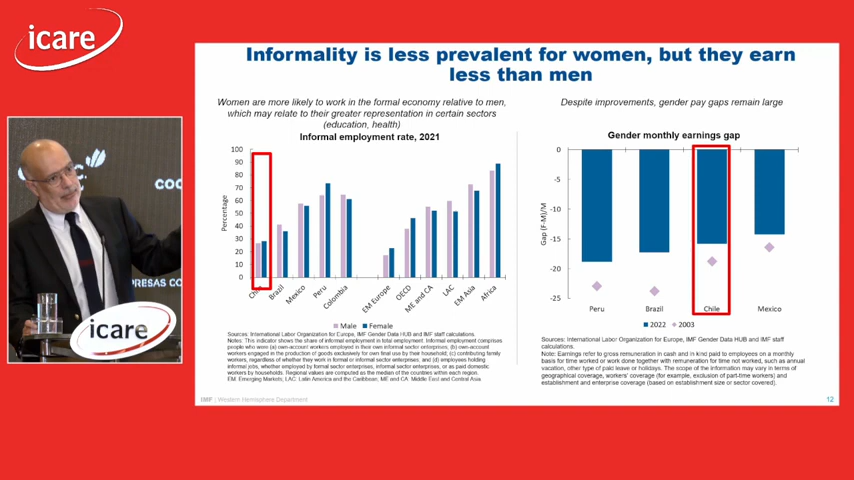 icare
Informality is less prevalent for women, but they earn
less than men
Women are more likely to work in the formal economy relative to men,
which may relate to their greater representation in certain sectors
(education, health)
Informal employment rate, 2021
Percentage
100
90
80
70
60
50
40
30
20
10
0
Chile
Brazil
Mexico
Peru
Colombia
EM Europe
OECD
ME and CA
LAC
EM Asia
Africa
Male
Female
Sources: International Labor Organization for Europe, IMF Gender Data HUB and IMF staff calculations.
Notes: This indicator shows the share of informal employment in total employment. Informal employment comprises
people who were (a) own-account workers employed in their own informal sector enterprises; (b) own-account
workers engaged in the production of goods exclusively for own final use by their household; (c) contributing family
workers, regardless of whether they work in formal or informal sector enterprises; and (d) employees holding
informal jobs, whether employed by formal sector enterprises, informal sector enterprises, or as paid domestic
workers by households. Regional values are computed as the median of the countries within each region.
EM: Emerging Markets, LAC: Latin America and the Caribbean; ME and CA: Middle East and Central Asia
Despite improvements, gender pay gaps remain large
Gender monthly earnings gap
Gap (F-M)/M
0
-5
-10
-15
-20
-25
Peru
Brazil
Chile
Mexico
2022
2003
Sources: International Labor Organization for Europe, IMF Gender Data HUB and IMF staff
calculations.
Note: Earnings refer to gross remuneration in cash and in kind paid to employees on a monthly
basis for time worked or work done together with remuneration for time not worked, such as annual
vacation, other type of paid leave or holidays. The scope of the information may vary in terms of
geographical coverage, workers' coverage (for example, exclusion of part-time workers) and
establishment and enterprise coverage (based on establishment size or sector covered).
IMF | Western Hemisphere Department
12
icare